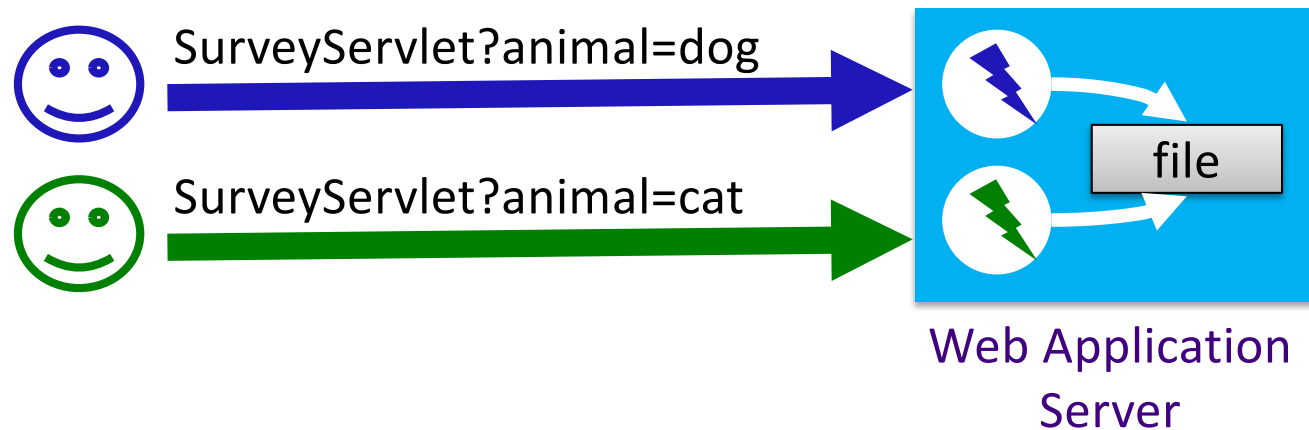 SurveyServlet?animal=dog
SurveyServlet?animal=cat
file
Web Application
Server